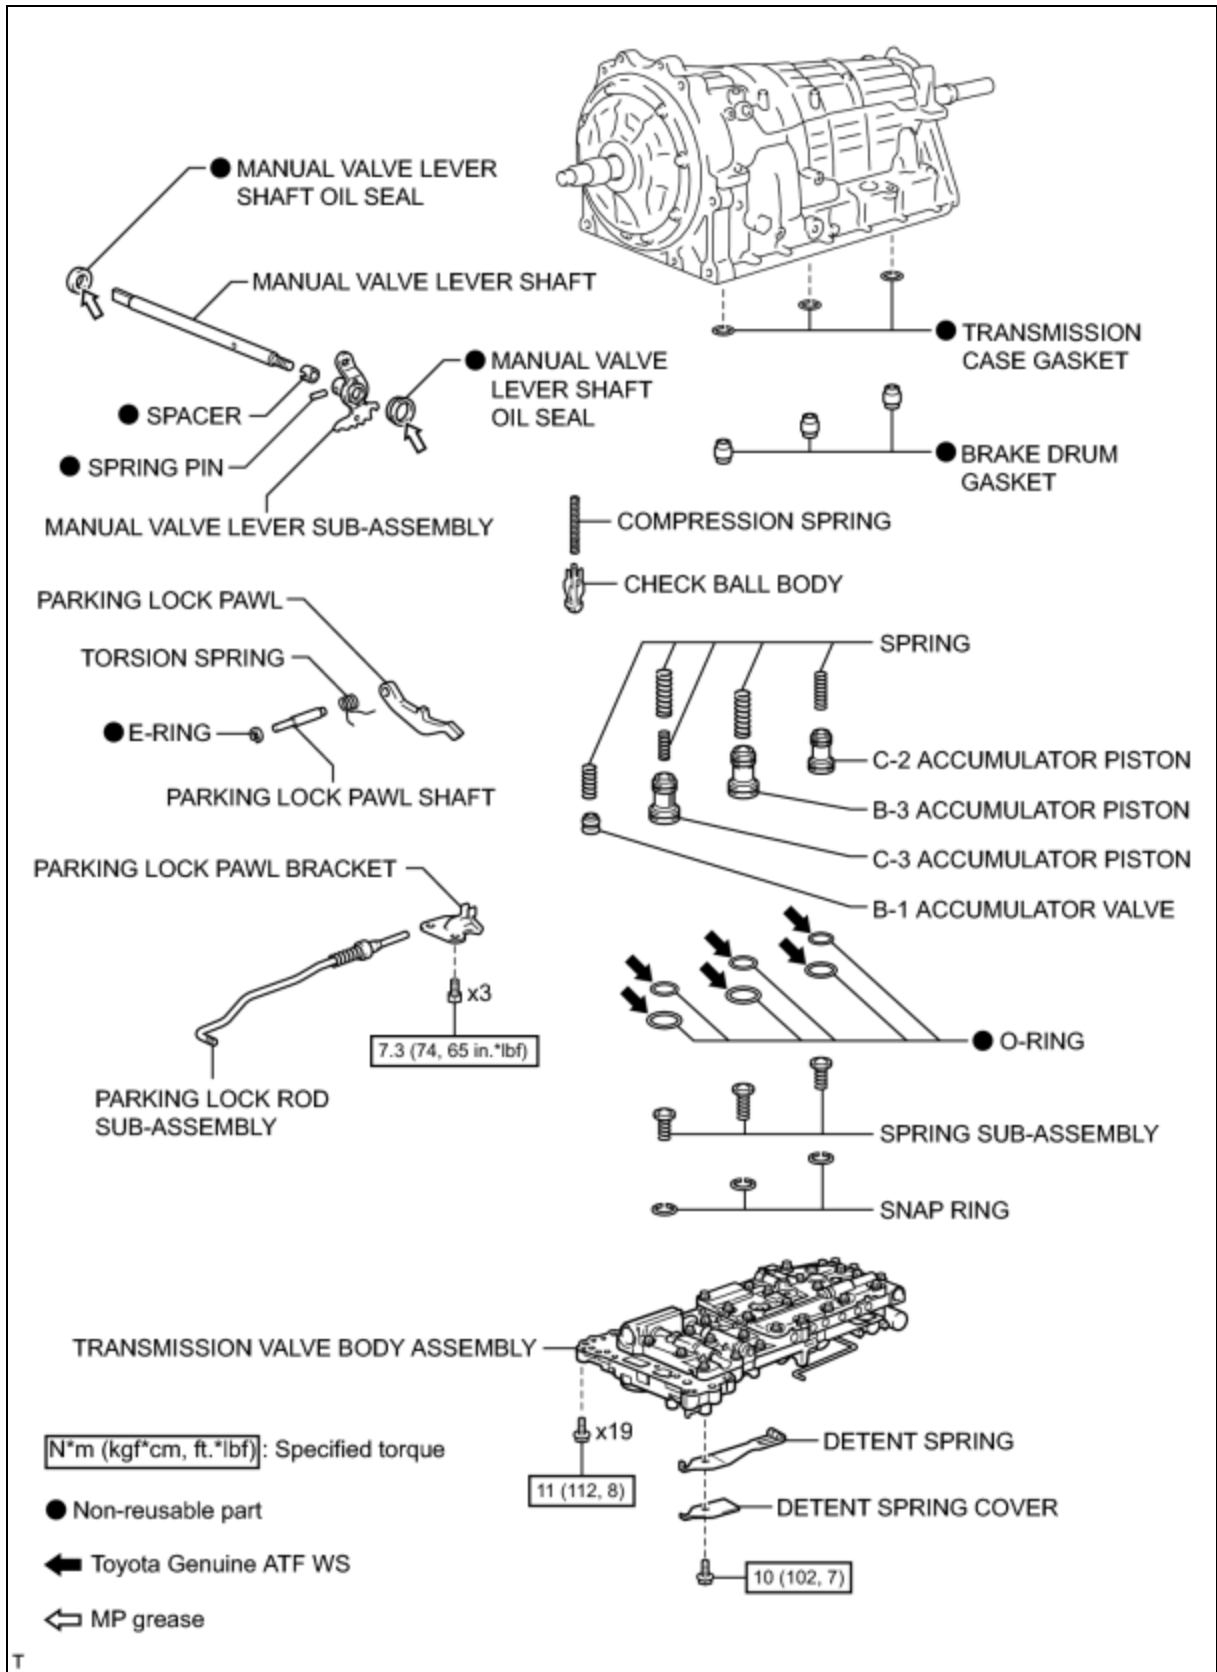 MANUAL VALVE LEVER
SHAFT OIL SEAL
MANUAL VALVE LEVER SHAFT
MANUAL VALVE
LEVER SHAFT
OIL SEAL
SPACER
SPRING PIN
MANUAL VALVE LEVER SUB-ASSEMBLY
TRANSMISSION
CASE GASKET
BRAKE DRUM
GASKET
COMPRESSION SPRING
CHECK BALL BODY
PARKING LOCK PAWL
TORSION SPRING
E-RING
PARKING LOCK PAWL SHAFT
SPRING
C-2 ACCUMULATOR PISTON
B-3 ACCUMULATOR PISTON
C-3 ACCUMULATOR PISTON
B-1 ACCUMULATOR VALVE
PARKING LOCK PAWL BRACKET
x3
7.3 (74, 65 in.*lbf)
PARKING LOCK ROD
SUB-ASSEMBLY
O-RING
SPRING SUB-ASSEMBLY
SNAP RING
TRANSMISSION VALVE BODY ASSEMBLY
x19
11 (112, 8)
DETENT SPRING
DETENT SPRING COVER
10 (102, 7)
N*m (kgf*cm, ft.*lbf) : Specified torque
Non-reusable part
Toyota Genuine ATF WS
MP grease
T